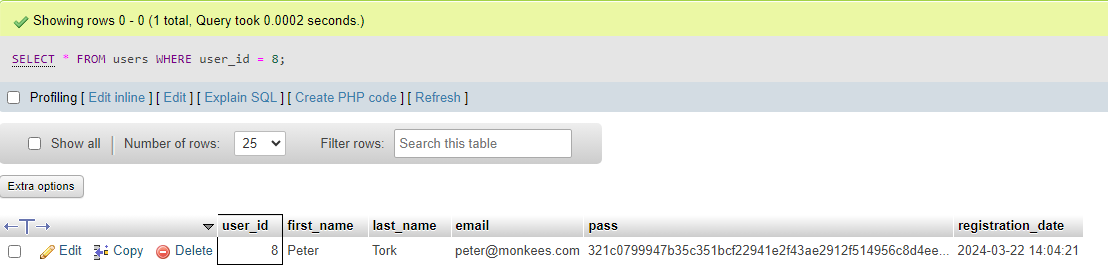 Showing rows 0 - 0 (1 total, Query took 0.0002 seconds.)
SELECT * FROM users WHERE user_id = 8;
Profiling [ Edit inline ] [ Edit ] [ Explain SQL ] [ Create PHP code ] [ Refresh ]
Show all Number of rows: 25 Filter rows: Search this table
Extra options
←T→ user_id first_name last_name email pass registration_date
Edit Copy Delete 8 Peter Tork peter@monkees.com 321c0799947b35c351bcf22941e2f43ae2912f514956c8d4ee... 2024-03-22 14:04:21